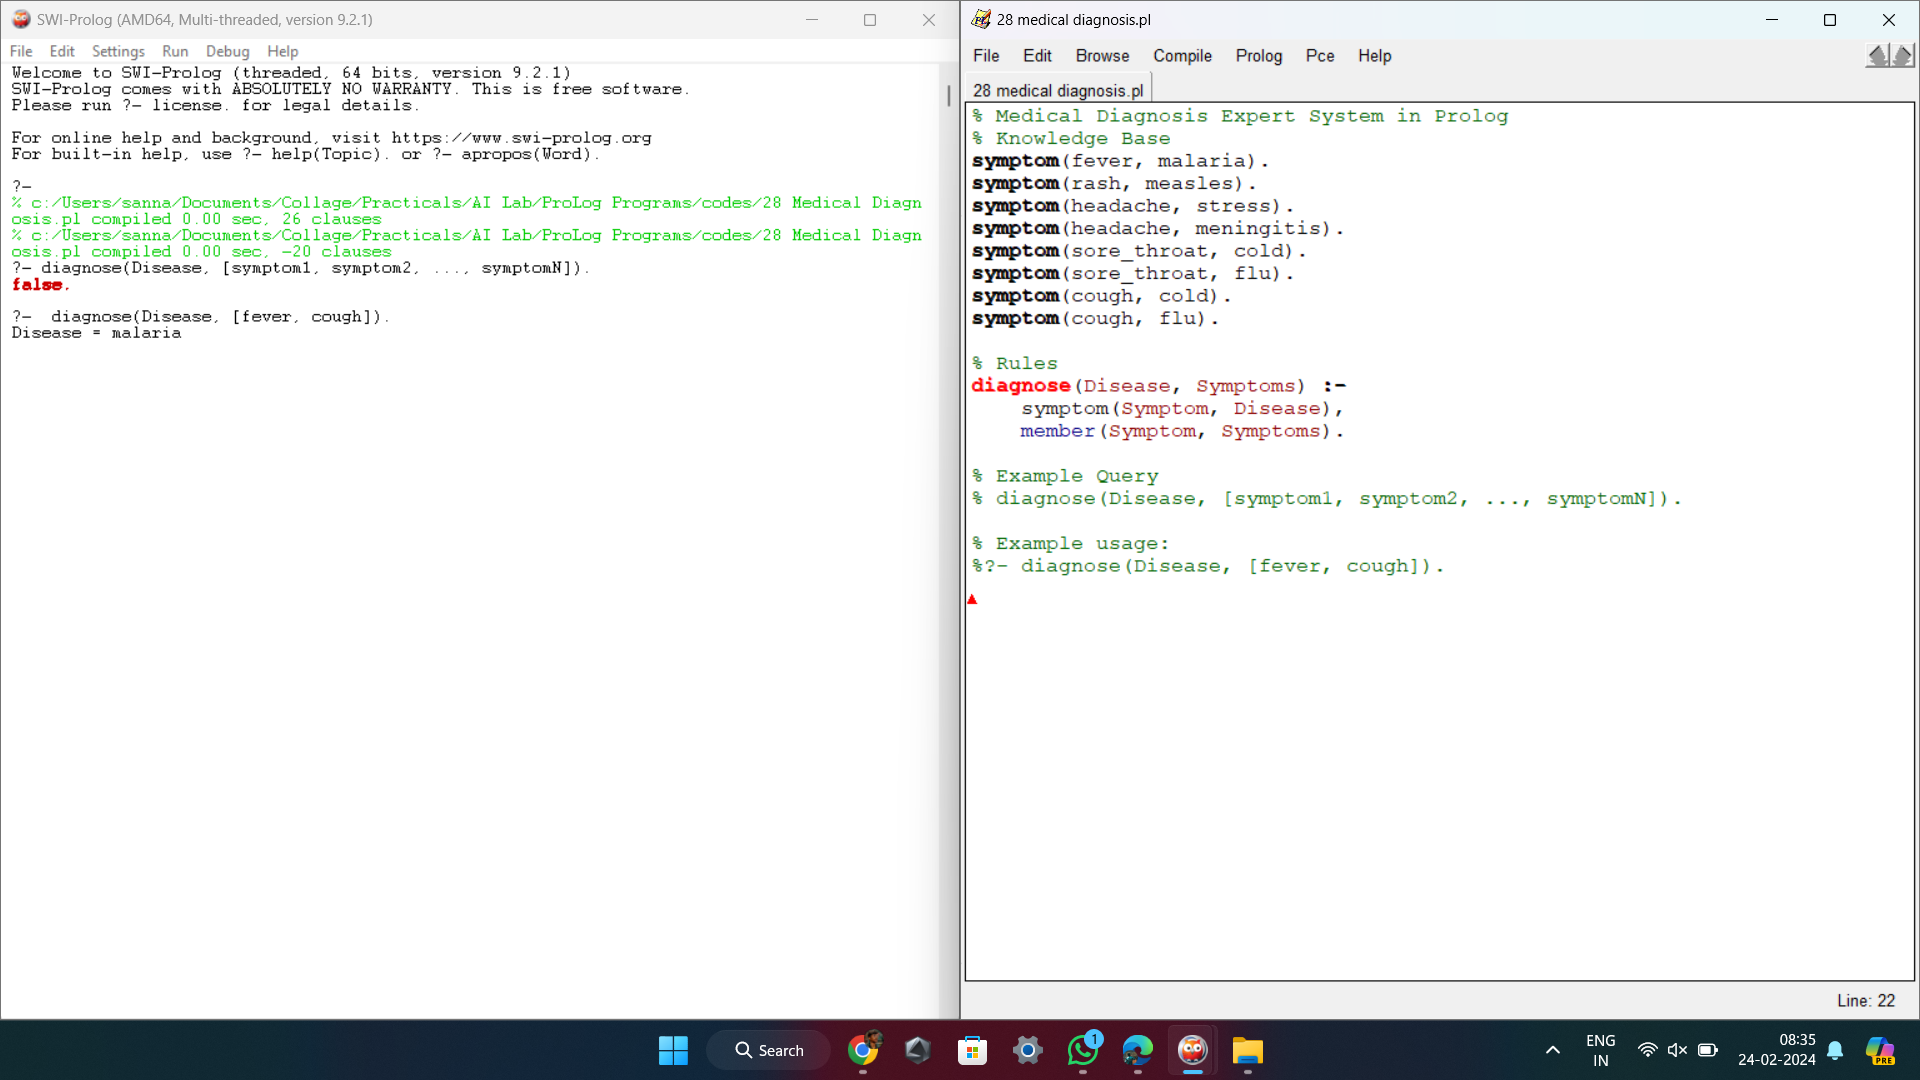 SWI-Prolog (AMD64, Multi-threaded, version 9.2.1)
File Edit Settings Run Debug Help
Welcome to SWI-Prolog (threaded, 64 bits, version 9.2.1)
SWI-Prolog comes with ABSOLUTELY NO WARRANTY. This is free software.
Please run ?- license. for legal details.
For online help and background, visit https://www.swi-prolog.org
For built-in help, use ?- help(Topic). or ?- apropos(Word).
?-
% c:/Users/sanna/Documents/Collage/Practicals/AI Lab/ProLog Programs/codes/28 Medical Diagn
osis.pl compiled 0.00 sec, 26 clauses
% c:/Users/sanna/Documents/Collage/Practicals/AI Lab/ProLog Programs/codes/28 Medical Diagn
osis.pl compiled 0.00 sec, -20 clauses
?- diagnose(Disease, [symptom1, symptom2, ..., symptomN]).
false.
?-  diagnose(Disease, [fever, cough]).
Disease = malaria
28 medical diagnosis.pl
File Edit Browse Compile Prolog Pce Help
28 medical diagnosis.pl
% Medical Diagnosis Expert System in Prolog
% Knowledge Base
symptom(fever, malaria).
symptom(rash, measles).
symptom(headache, stress).
symptom(headache, meningitis).
symptom(sore_throat, cold).
symptom(sore_throat, flu).
symptom(cough, cold).
symptom(cough, flu).
% Rules
diagnose(Disease, Symptoms) :-
    symptom(Symptom, Disease),
    member(Symptom, Symptoms).
% Example Query
% diagnose(Disease, [symptom1, symptom2, ..., symptomN]).
% Example usage:
%?- diagnose(Disease, [fever, cough]).
Line: 22
Search
1
ENG
IN
08:35
24-02-2024
PRE